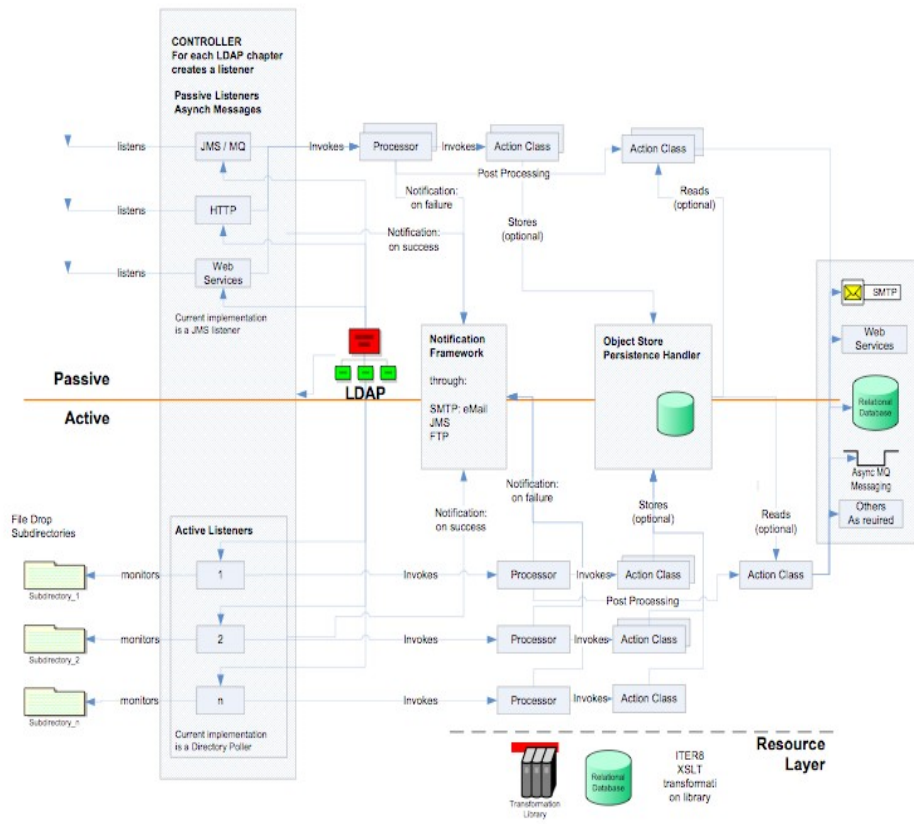 CONTROLLER
For each LDAP chapter
creates a listener
Passive Listeners
Asynch Messages
listens
JMS / MQ
Invokes
Processor
Invokes
Action Class
Action Class
Post Processing
listens
HTTP
Notification:
on failure
Reads
(optional)
Notification:
on success
Stores
(optional)
listens
Web
Services
Current implementation
is a JMS listener
SMTP
Notification
Framework
through:
SMTP: eMail
JMS
FTP
Object Store
Persistence Handler
Web
Services
LDAP
Passive
Active
Relational
Database
Async MQ
Messaging
Others
As reuired
Notification:
on failure
Notification:
on success
Stores
(optional)
Reads
(optional)
File Drop
Subdirectories
Active Listeners
Subdirectory_1
monitors
1
Invokes
Processor
Invokes
Action Class
Action Class
Post Processing
Subdirectory_2
monitors
2
Invokes
Processor
Invokes
Action Class
Subdirectory_n
monitors
n
Invokes
Processor
Invokes
Action Class
Current implementation
is a Directory Poller
Resource
Layer
Transformation
Library
Relational
Database
ITER8
XSLT
transformati
on library